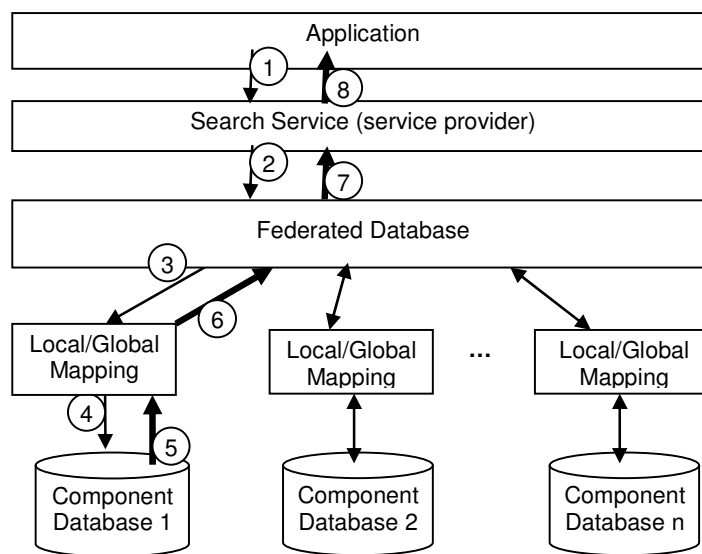 Application
1
8
Search Service (service provider)
2
7
Federated Database
3
6
Local/Global
Mapping
Local/Global
Mapping
...
Local/Global
Mapping
4
5
Component
Database 1
Component
Database 2
Component
Database n